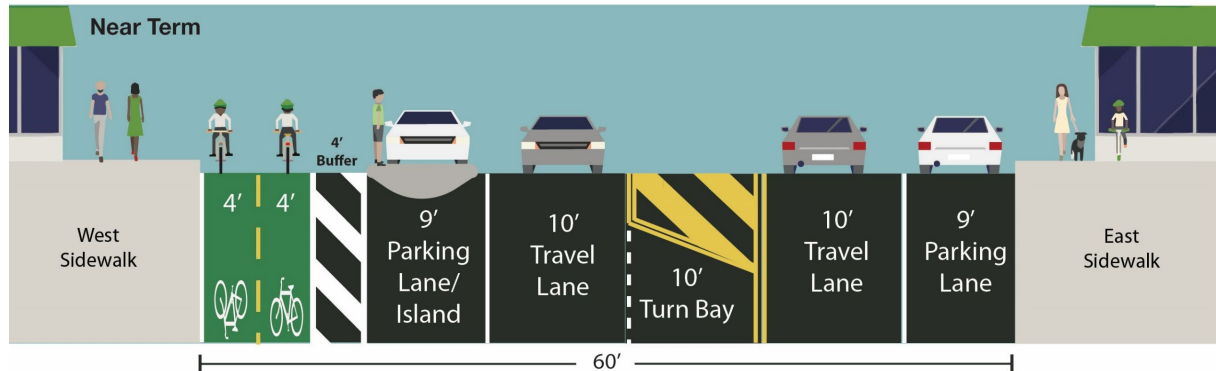 Near Term
4'
Buffer
4'
4'
West
Sidewalk
9'
Parking
Lane/
Island
10'
Travel
Lane
10'
Turn Bay
10'
Travel
Lane
9'
Parking
Lane
East
Sidewalk
60'